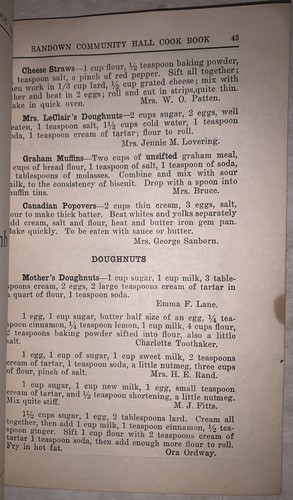 SANDOWN COMMUNITY HALL COOK BOOK 43
Cheese Straws—1 cup flour, ½ teaspoon baking powder,
teaspoon salt, a pinch of red pepper. Sift all together;
en work in 1/3 cup lard, ½ cup grated cheese; mix with
her and beat in 2 eggs; roll and cut in strips, quite thin.
ake in quick oven. Mrs. W. O. Patten.
Mrs. LeClair's Doughnuts—2 cups sugar, 2 eggs, well
eaten, 1 teaspoon salt, 1½ cups cold water, 1 teaspoon
oda, 1 teaspoon cream of tartar; flour to roll.
Mrs. Jennie M. Lovering.
Graham Muffins—Two cups of unsifted graham meal,
cups of bread flour, 1 teaspoon of salt, 1 teaspoon of soda,
tablespoons of molasses. Combine and mix with sour
ilk, to the consistency of biscuit. Drop with a spoon into
uffin tins. Mrs. Bruce.
Canadian Popovers—2 cups thin cream, 3 eggs, salt,
our to make thick batter. Beat whites and yolks separately
dd cream, salt and flour, heat and butter iron gem pan.
ake quickly. To be eaten with sauce or butter.
Mrs. George Sanborn.
DOUGHNUTS
Mother's Doughnuts—1 cup sugar, 1 cup milk, 3 table-
spoons cream, 2 eggs, 2 large teaspoons cream of tartar in
a quart of flour, 1 teaspoon soda.
Emma F. Lane.
1 egg, 1 cup sugar, butter half size of an egg, ¼ tea-
spoon cinnamon, ¼ teaspoon lemon, 1 cup milk, 4 cups flour,
teaspoons baking powder sifted into flour, also a little
salt. Charlotte Toothaker.
1 egg, 1 cup of sugar, 1 cup sweet milk, 2 teaspoons
cream of tartar, 1 teaspoon soda, a little nutmeg, three cups
of flour, pinch of salt. Mrs. H. E. Rand.
1 cup sugar, 1 cup new milk, 1 egg, small teaspoon
cream of tartar, and ½ teaspoon shortening, a little nutmeg.
Mix quite stiff. M. J. Fitts.
1½ cups sugar, 1 egg, 2 tablespoons lard. Cream all
together, then add 1 cup milk, 1 teaspoon cinnamon, ½ tea-
spoon ginger. Sift 1 cup flour with 2 teaspoons cream of
tartar 1 teaspoon soda, then add enough more flour to roll.
Fry in hot fat. Ora Ordway.